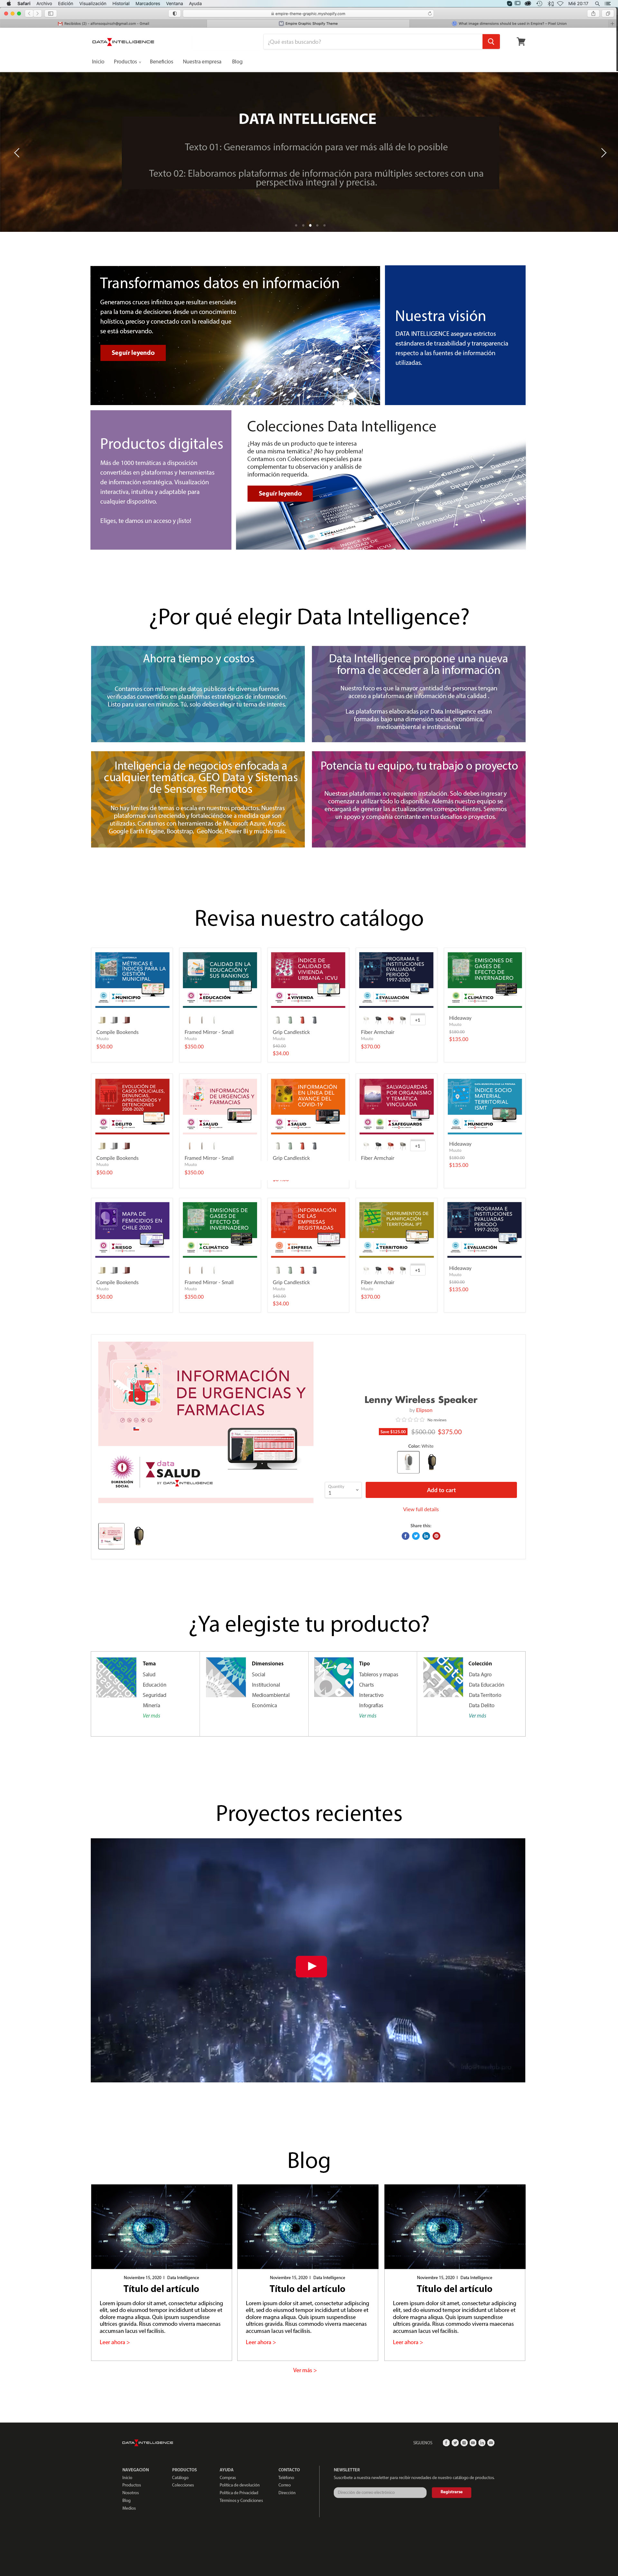 Safari Archivo Edición Visualización Historial Marcadores Ventana Ayuda
Mié 20:17
empire-theme-graphic.myshopify.com
Empire Graphic Shopify Theme
What image dimensions should be used in Empire? – Pixel Union
DATA INTELLIGENCE
¿Qué estas buscando?
Inicio Productos Beneficios Nuestra empresa Blog
DATA INTELLIGENCE
Texto 01: Generamos información para ver más allá de lo posible
Texto 02: Elaboramos plataformas de información para múltiples sectores con una
perspectiva integral y precisa.
Transformamos datos en información
Generamos cruces infinitos que resultan esenciales
para la toma de decisiones desde un conocimiento
holístico, preciso y conectado con la realidad que
se está observando.
Seguir leyendo
Nuestra visión
DATA INTELLIGENCE asegura estrictos
estándares de trazabilidad y transparencia
respecto a las fuentes de información
utilizadas.
Productos digitales
Más de 1000 temáticas a disposición
convertidas en plataformas y herramientas
de información estratégica. Visualización
interactiva, intuitiva y adaptable para
cualquier dispositivo.
Eliges, te damos un acceso y ¡listo!
Colecciones Data Intelligence
¿Hay más de un producto que te interesa
de una misma temática? ¡No hay problema!
Contamos con Colecciones especiales para
complementar tu observación y análisis de
información requerida.
Seguir leyendo
¿Por qué elegir Data Intelligence?
Ahorra tiempo y costos
Contamos con millones de datos públicos de diversas fuentes
verificadas convertidos en plataformas estratégicas de información.
Listo para usar en minutos. Tú, solo debes elegir tu tema de interés.
Data Intelligence propone una nueva
forma de acceder a la información
Nuestro foco es que la mayor cantidad de personas tengan
acceso a plataformas de información de alta calidad .
Las plataformas elaboradas por Data Intelligence están
formadas bajo una dimensión social, económica,
medioambiental e institucional.
Inteligencia de negocios enfocada a
cualquier temática, GEO Data y Sistemas
de Sensores Remotos
No hay límites de temas o escala en nuestros productos. Nuestras
plataformas van creciendo y fortaleciéndose a medida que son
utilizadas. Contamos con herramientas de Microsoft Azure, Arcgis,
Google Earth Engine, Bootstrap, GeoNode, Power Bi y mucho más.
Potencia tu equipo, tu trabajo o proyecto
Nuestras plataformas no requieren instalación. Solo debes ingresar y
comenzar a utilizar todo lo disponible. Además nuestro equipo se
encargará de generar las actualizaciones correspondientes. Seremos
un apoyo y compañía constante en tus desafíos o proyectos.
Revisa nuestro catálogo
MÉTRICAS E ÍNDICES PARA LA GESTIÓN MUNICIPAL
MUNICIPIO
CALIDAD EN LA EDUCACIÓN Y SUS RANKINGS
EDUCACIÓN
ÍNDICE DE CALIDAD DE VIVIENDA URBANA - ICVU
VIVIENDA
PROGRAMA E INSTITUCIONES EVALUADAS PERIODO 1997-2020
EVALUACIÓN
EMISIONES DE GASES DE EFECTO DE INVERNADERO
CLIMÁTICO
+1
Compile Bookends Framed Mirror - Small Grip Candlestick Fiber Armchair Hideaway
Muuto Muuto Muuto Muuto Muuto
$50.00 $350.00 $40.00 $34.00 $370.00 $150.00 $135.00
EVOLUCIÓN DE CASOS POLICIALES, DENUNCIAS, APREHENDIDOS Y DETENCIONES 2008-2020
DELITO
INFORMACIÓN DE URGENCIAS Y FARMACIAS
SALUD
INFORMACIÓN EN LÍNEA DEL AVANCE DEL COVID-19
SALUD
SALVAGUARDAS POR ORGANISMO Y TEMÁTICA VINCULADA
SAFEGUARDS
ÍNDICE SOCIO MATERIAL TERRITORIAL ISMT
MUNICIPIO
+1
Compile Bookends Framed Mirror - Small Grip Candlestick Fiber Armchair Hideaway
Muuto Muuto Muuto
$50.00 $350.00 $150.00 $135.00
MAPA DE FEMICIDIOS EN CHILE 2020
RIESGO
EMISIONES DE GASES DE EFECTO DE INVERNADERO
CLIMÁTICO
INFORMACIÓN DE LAS EMPRESAS REGISTRADAS
EMPRESA
INSTRUMENTOS DE PLANIFICACIÓN TERRITORIAL IPT
TERRITORIO
PROGRAMA E INSTITUCIONES EVALUADAS PERIODO 1997-2020
EVALUACIÓN
+1
Compile Bookends Framed Mirror - Small Grip Candlestick Fiber Armchair Hideaway
Muuto Muuto Muuto Muuto Muuto
$50.00 $350.00 $40.00 $34.00 $370.00 $150.00 $135.00
INFORMACIÓN
DE URGENCIAS Y
FARMACIAS
DIMENSIÓN
SOCIAL
data
SALUD
BY DATA INTELLIGENCE
Lenny Wireless Speaker
by Elipson
No reviews
Save $125.00 $500.00 $375.00
Color: White
Quantity
1
Add to cart
View full details
Share this:
¿Ya elegiste tu producto?
Tema
Salud
Educación
Seguridad
Minería
Ver más
Dimensiones
Social
Institucional
Medioambiental
Económica
Tipo
Tableros y mapas
Charts
Interactivo
Infografías
Ver más
Colección
Data Agro
Data Educación
Data Territorio
Data Delito
Ver más
Proyectos recientes
Blog
Noviembre 15, 2020 I Data Intelligence
Título del artículo
Lorem ipsum dolor sit amet, consectetur adipiscing
elit, sed do eiusmod tempor incididunt ut labore et
dolore magna aliqua. Quis ipsum suspendisse
ultrices gravida. Risus commodo viverra maecenas
accumsan lacus vel facilisis.
Leer ahora >
Noviembre 15, 2020 I Data Intelligence
Título del artículo
Lorem ipsum dolor sit amet, consectetur adipiscing
elit, sed do eiusmod tempor incididunt ut labore et
dolore magna aliqua. Quis ipsum suspendisse
ultrices gravida. Risus commodo viverra maecenas
accumsan lacus vel facilisis.
Leer ahora >
Noviembre 15, 2020 I Data Intelligence
Título del artículo
Lorem ipsum dolor sit amet, consectetur adipiscing
elit, sed do eiusmod tempor incididunt ut labore et
dolore magna aliqua. Quis ipsum suspendisse
ultrices gravida. Risus commodo viverra maecenas
accumsan lacus vel facilisis.
Leer ahora >
Ver más >
DATA INTELLIGENCE
SÍGUENOS
NAVEGACIÓN
Inicio
Productos
Nosotros
Blog
Medios
PRODUCTOS
Catálogo
Colecciones
AYUDA
Compras
Política de devolución
Política de Privacidad
Términos y Condiciones
CONTACTO
Teléfono
Correo
Dirección
NEWSLETTER
Suscríbete a nuestra newletter para recibir novedades de nuestro catálogo de productos.
Dirección de correo electrónico
Registrarse